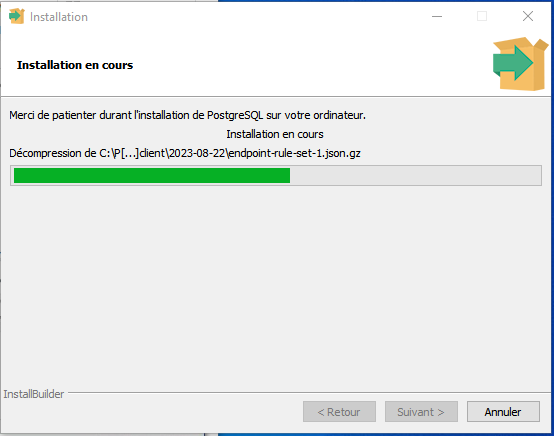 Installation
Installation en cours
Merci de patienter durant l'installation de PostgreSQL sur votre ordinateur.
Installation en cours
Décompression de C:\P[...]client\2023-08-22\endpoint-rule-set-1.json.gz
InstallBuilder
< Retour
Suivant >
Annuler